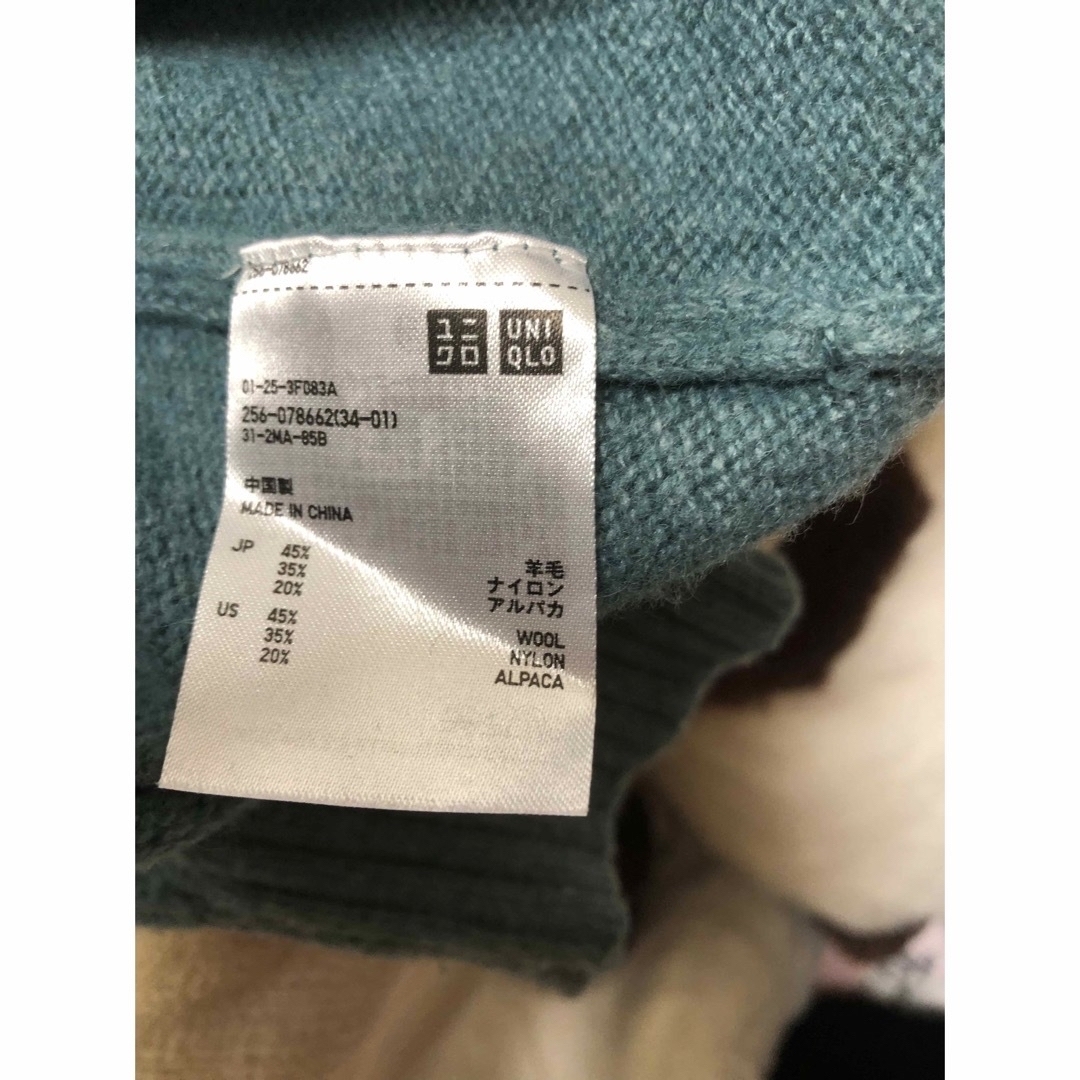 256-078662
ユニクロ
UNIQLO
01-25-3F083A
256-078662(34-01)
31-2MA-85B
中国製
MADE IN CHINA
JP 45% 羊毛
35% ナイロン
20% アルパカ
US 45% WOOL
35% NYLON
20% ALPACA